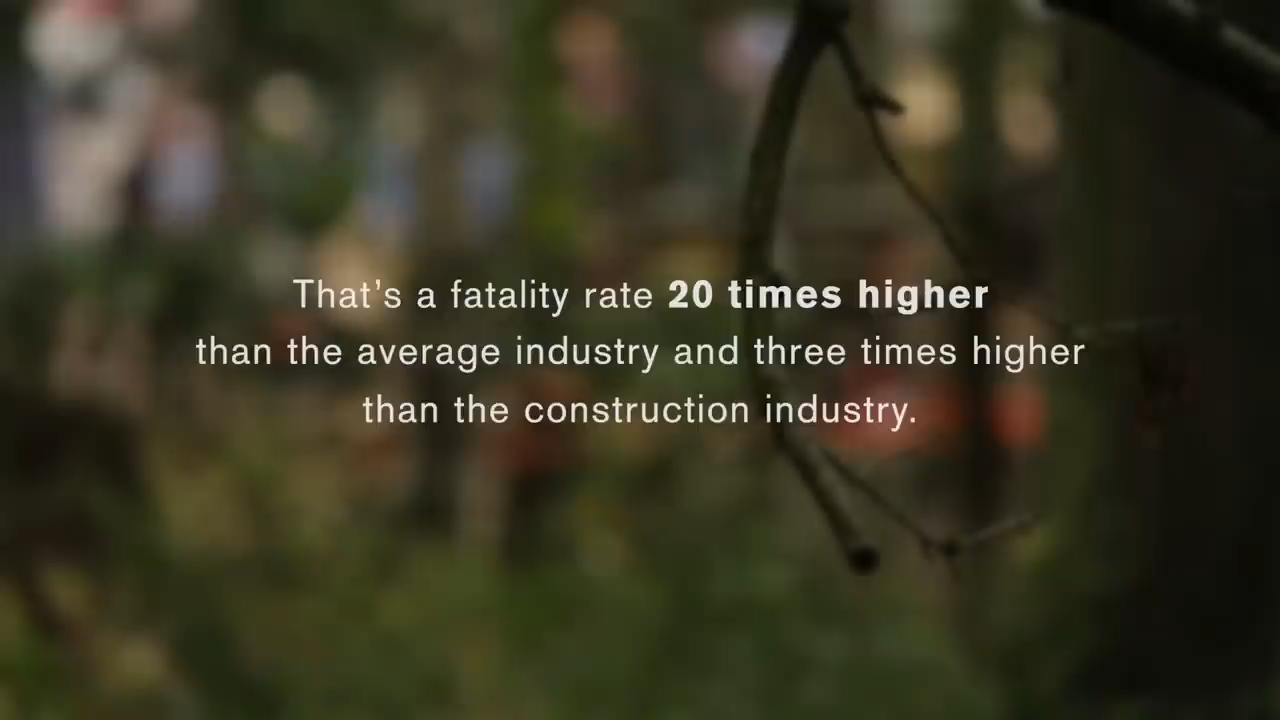 That’s a fatality rate 20 times higher
than the average industry and three times higher
than the construction industry.